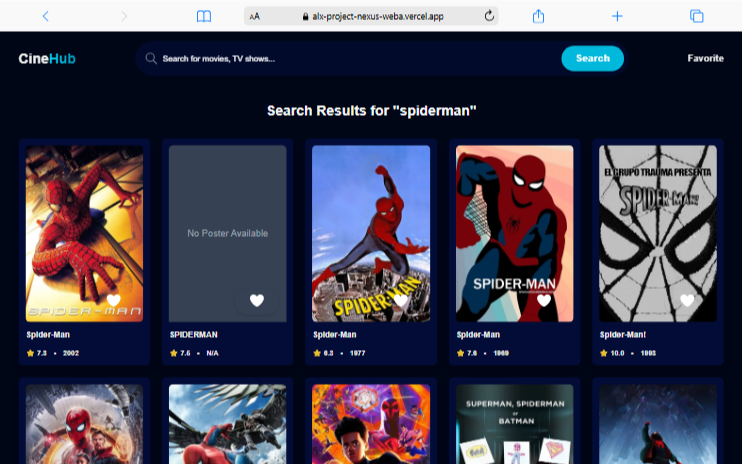 AA alx-project-nexus-weba.vercel.app
CineHub
Search for movies, TV shows...
Search
Favorite
Search Results for "spiderman"
SPIDER-MAN
No Poster Available
SPIDER-MAN
SPIDER-MAN
EL GRUPO TRAUMA PRESENTA
SPIDER-MAN!
Spider-Man
7.3 • 2002
SPIDERMAN
7.5 • N/A
Spider-Man
6.3 • 1977
Spider-Man
7.6 • 1969
Spider-Man!
10.0 • 1993
SUPERMAN, SPIDERMAN
BATMAN